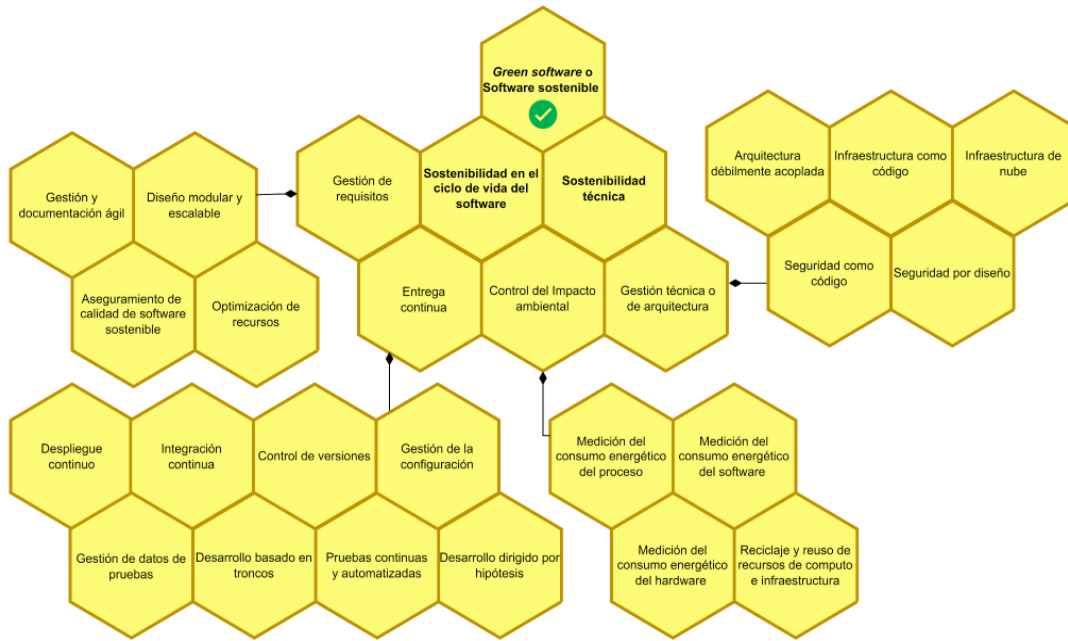 Green software o
Software sostenible
Gestión de
requisitos
Sostenibilidad en el
ciclo de vida del
software
Sostenibilidad
técnica
Entrega
continua
Control del Impacto
ambiental
Gestión técnica o
de arquitectura
Gestión y
documentación ágil
Diseño modular y
escalable
Aseguramiento de
calidad de software
sostenible
Optimización de
recursos
Arquitectura
débilmente acoplada
Infraestructura como
código
Infraestructura de
nube
Seguridad como
código
Seguridad por diseño
Despliegue
continuo
Integración
continua
Control de versiones
Gestión de la
configuración
Gestión de datos de
pruebas
Desarrollo basado en
troncos
Pruebas continuas
y automatizadas
Desarrollo dirigido por
hipótesis
Medición del
consumo energético
del proceso
Medición del
consumo energético
del software
Medición del
consumo energético
del hardware
Reciclaje y reuso de
recursos de computo
e infraestructura